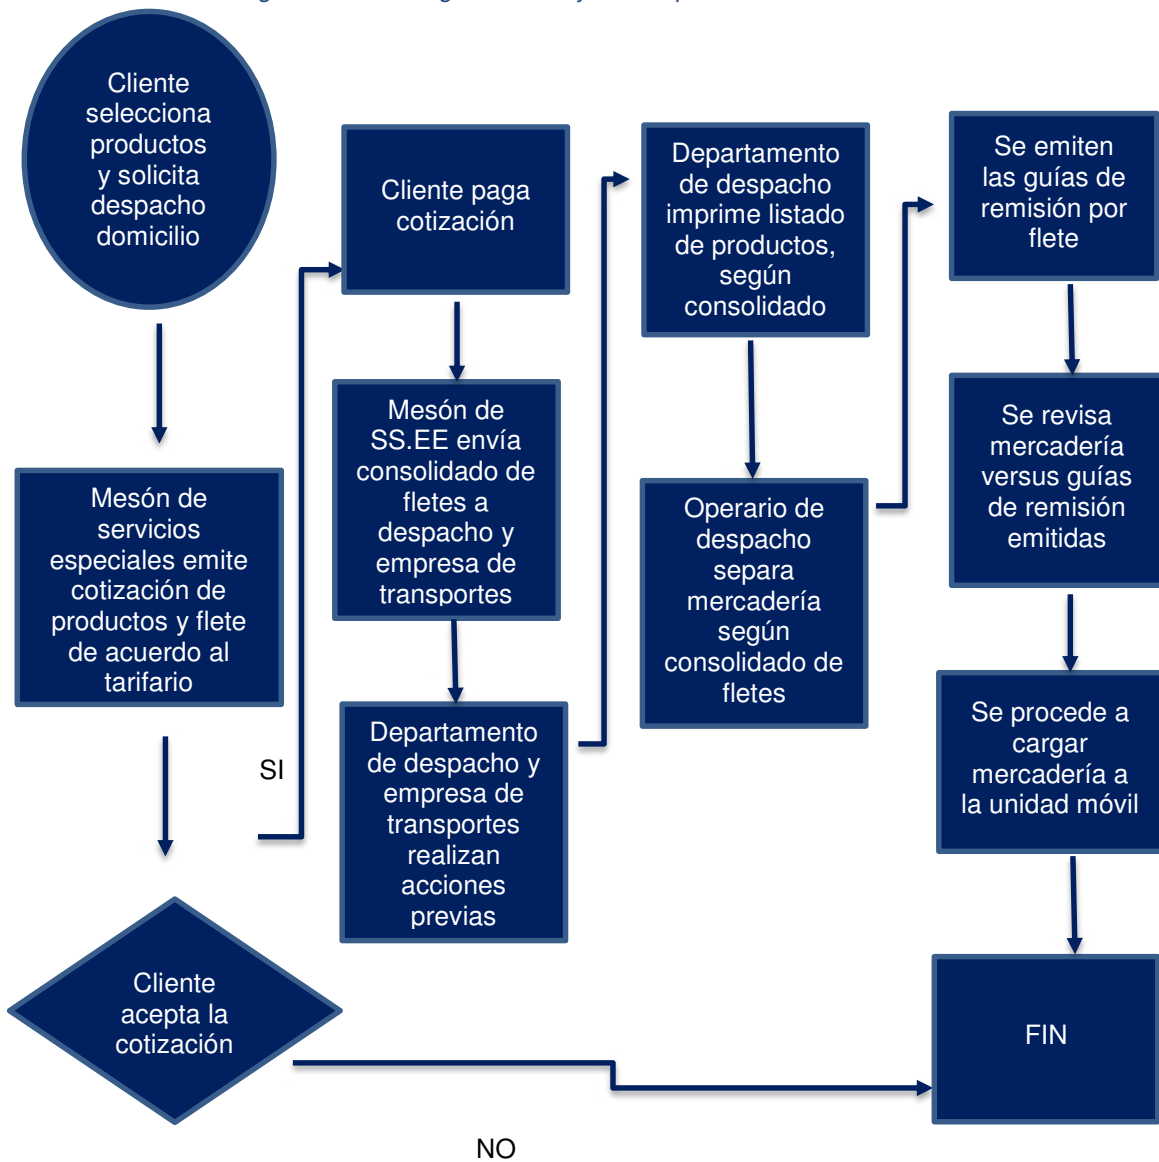 Cliente
selecciona
productos
y solicita
despacho
domicilio
Mesón de
servicios
especiales emite
cotización de
productos y flete
de acuerdo al
tarifario
SI
Cliente
acepta la
cotización
NO
Cliente paga
cotización
Mesón de
SS.EE envía
consolidado de
fletes a
despacho y
empresa de
transportes
Departamento
de despacho y
empresa de
transportes
realizan
acciones
previas
Departamento
de despacho
imprime listado
de productos,
según
consolidado
Operario de
despacho
separa
mercadería
según
consolidado de
fletes
Se emiten
las guías de
remisión por
flete
Se revisa
mercadería
versus guías
de remisión
emitidas
Se procede a
cargar
mercadería a
la unidad móvil
FIN